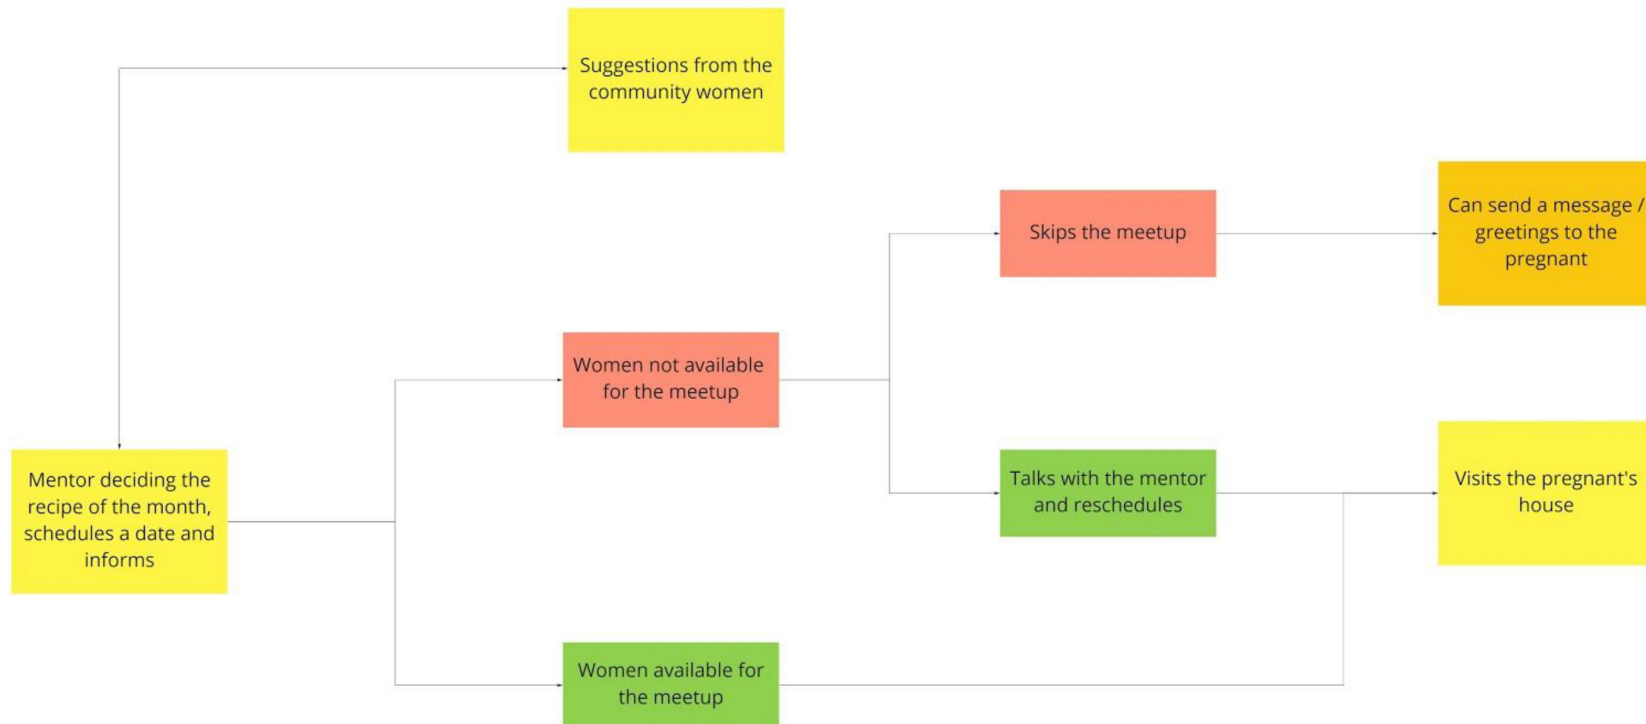 Suggestions from the
community women
Skips the meetup
Can send a message /
greetings to the
pregnant
Women not available
for the meetup
Mentor deciding the
recipe of the month,
schedules a date and
informs
Talks with the mentor
and reschedules
Visits the pregnant's
house
Women available for
the meetup